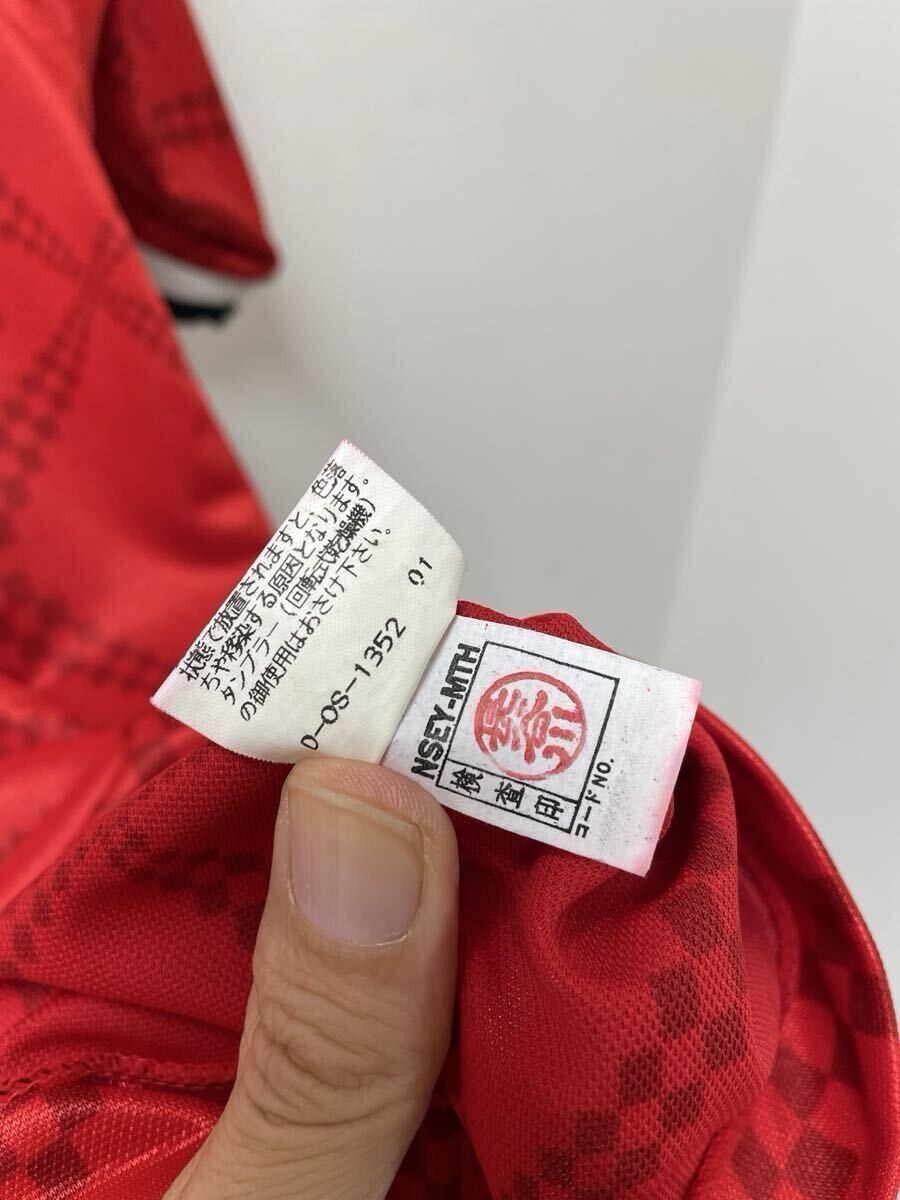 状態で放置されますと、色落
ちや移染する原因となります。
タンブラー(回転式乾燥機)
の御使用はおさけ下さい。
D-OS-1352 01
NSEY-MTH
検査印
コードNO.